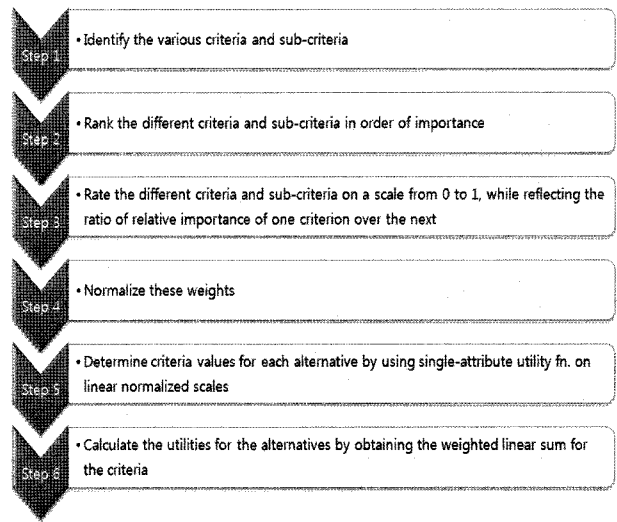 Step 1
• Identify the various criteria and sub-criteria
Step 2
• Rank the different criteria and sub-criteria in order of importance
Step 3
• Rate the different criteria and sub-criteria on a scale from 0 to 1, while reflecting the
ratio of relative importance of one criterion over the next
Step 4
• Normalize these weights
Step 5
• Determine criteria values for each alternative by using single-attribute utility fn. on
linear normalized scales
Step 6
• Calculate the utilities for the alternatives by obtaining the weighted linear sum for
the criteria